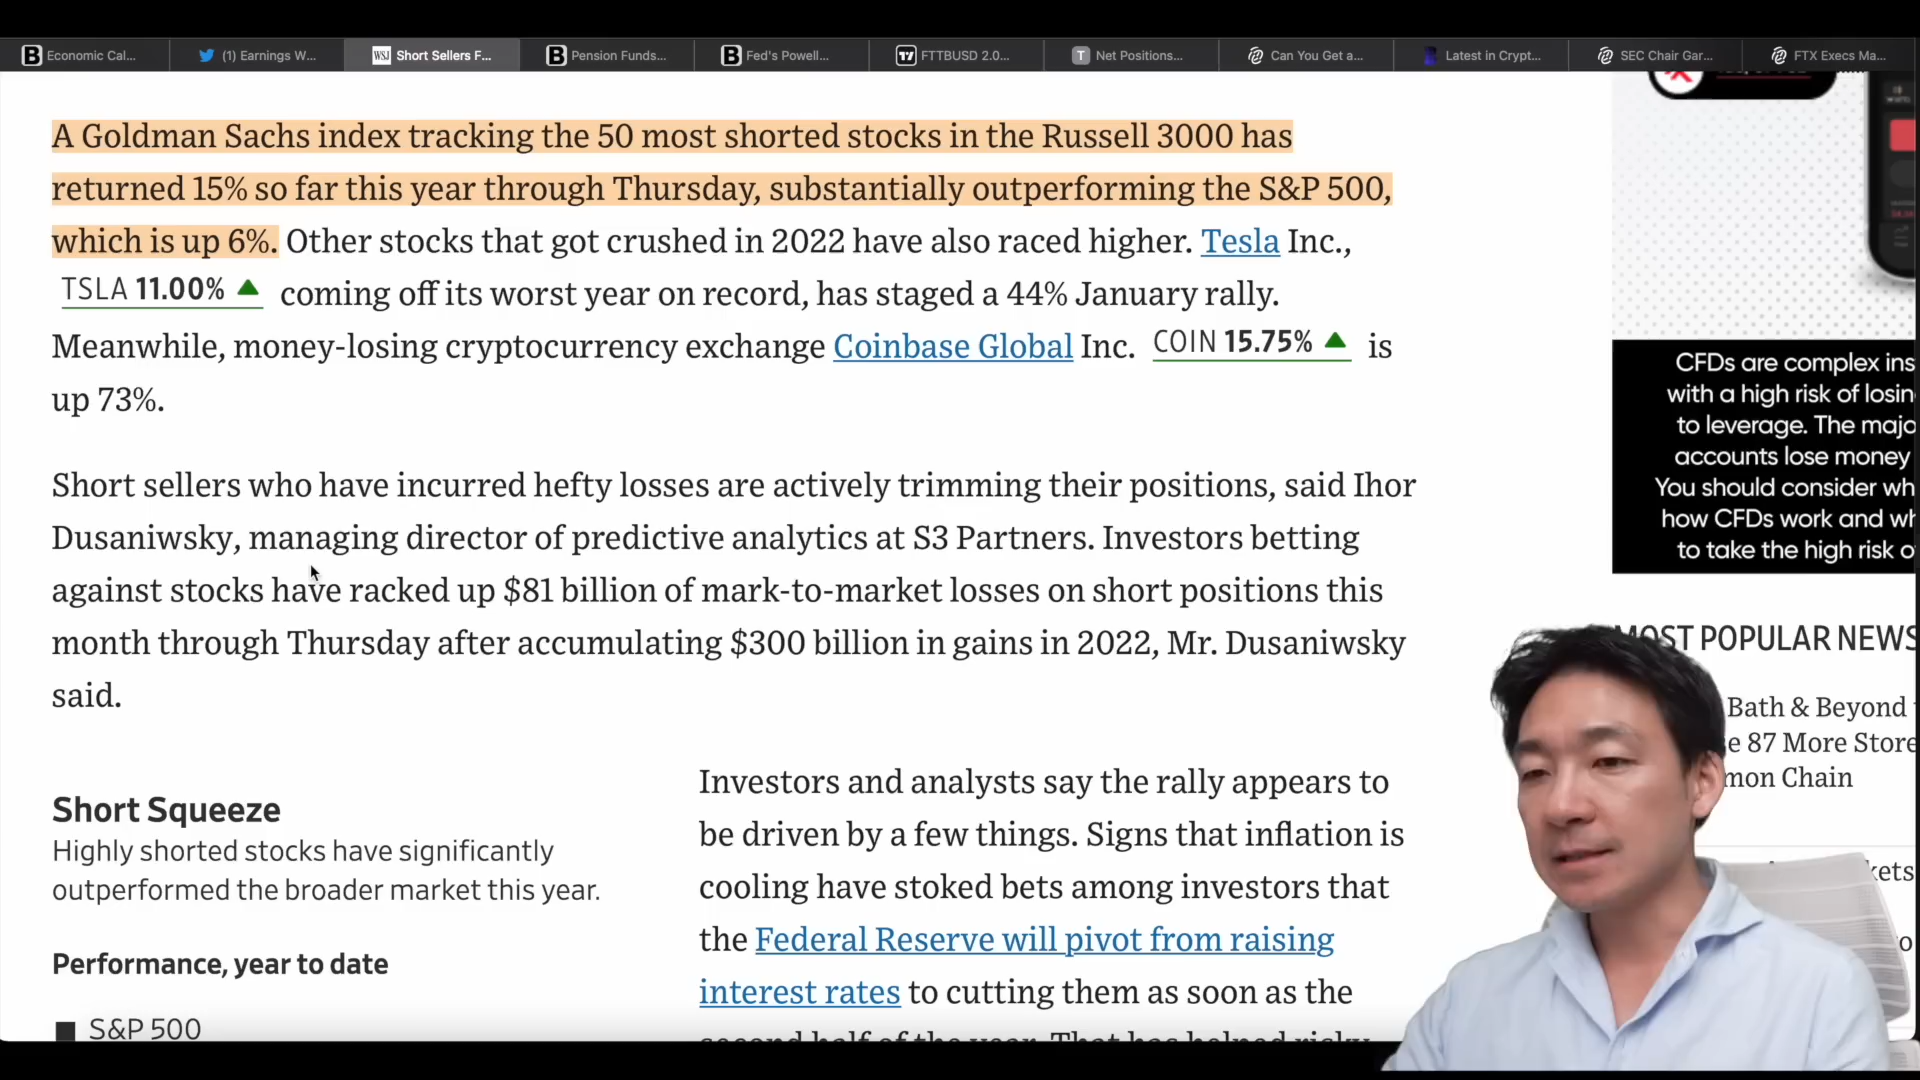 Economic Cal...
(1) Earnings W...
WSJ Short Sellers F...
Pension Funds...
Fed's Powell...
FTTBUSD 2.0...
Net Positions...
Can You Get a...
Latest in Crypt...
SEC Chair Gar...
FTX Execs Ma...
A Goldman Sachs index tracking the 50 most shorted stocks in the Russell 3000 has
returned 15% so far this year through Thursday, substantially outperforming the S&P 500,
which is up 6%. Other stocks that got crushed in 2022 have also raced higher. Tesla Inc.,
TSLA 11.00% ▲ coming off its worst year on record, has staged a 44% January rally.
Meanwhile, money-losing cryptocurrency exchange Coinbase Global Inc. COIN 15.75% ▲ is
up 73%.
Short sellers who have incurred hefty losses are actively trimming their positions, said Ihor
Dusaniwsky, managing director of predictive analytics at S3 Partners. Investors betting
against stocks have racked up $81 billion of mark-to-market losses on short positions this
month through Thursday after accumulating $300 billion in gains in 2022, Mr. Dusaniwsky
said.
Short Squeeze
Highly shorted stocks have significantly
outperformed the broader market this year.
Performance, year to date
S&P 500
Investors and analysts say the rally appears to
be driven by a few things. Signs that inflation is
cooling have stoked bets among investors that
the Federal Reserve will pivot from raising
interest rates to cutting them as soon as the
second half of the year. That has helped risky
CFDs are complex ins
with a high risk of losin
to leverage. The majo
accounts lose money
You should consider wh
how CFDs work and wh
to take the high risk o
MOST POPULAR NEWS
Bath & Beyond
e 87 More Store
mon Chain
kets